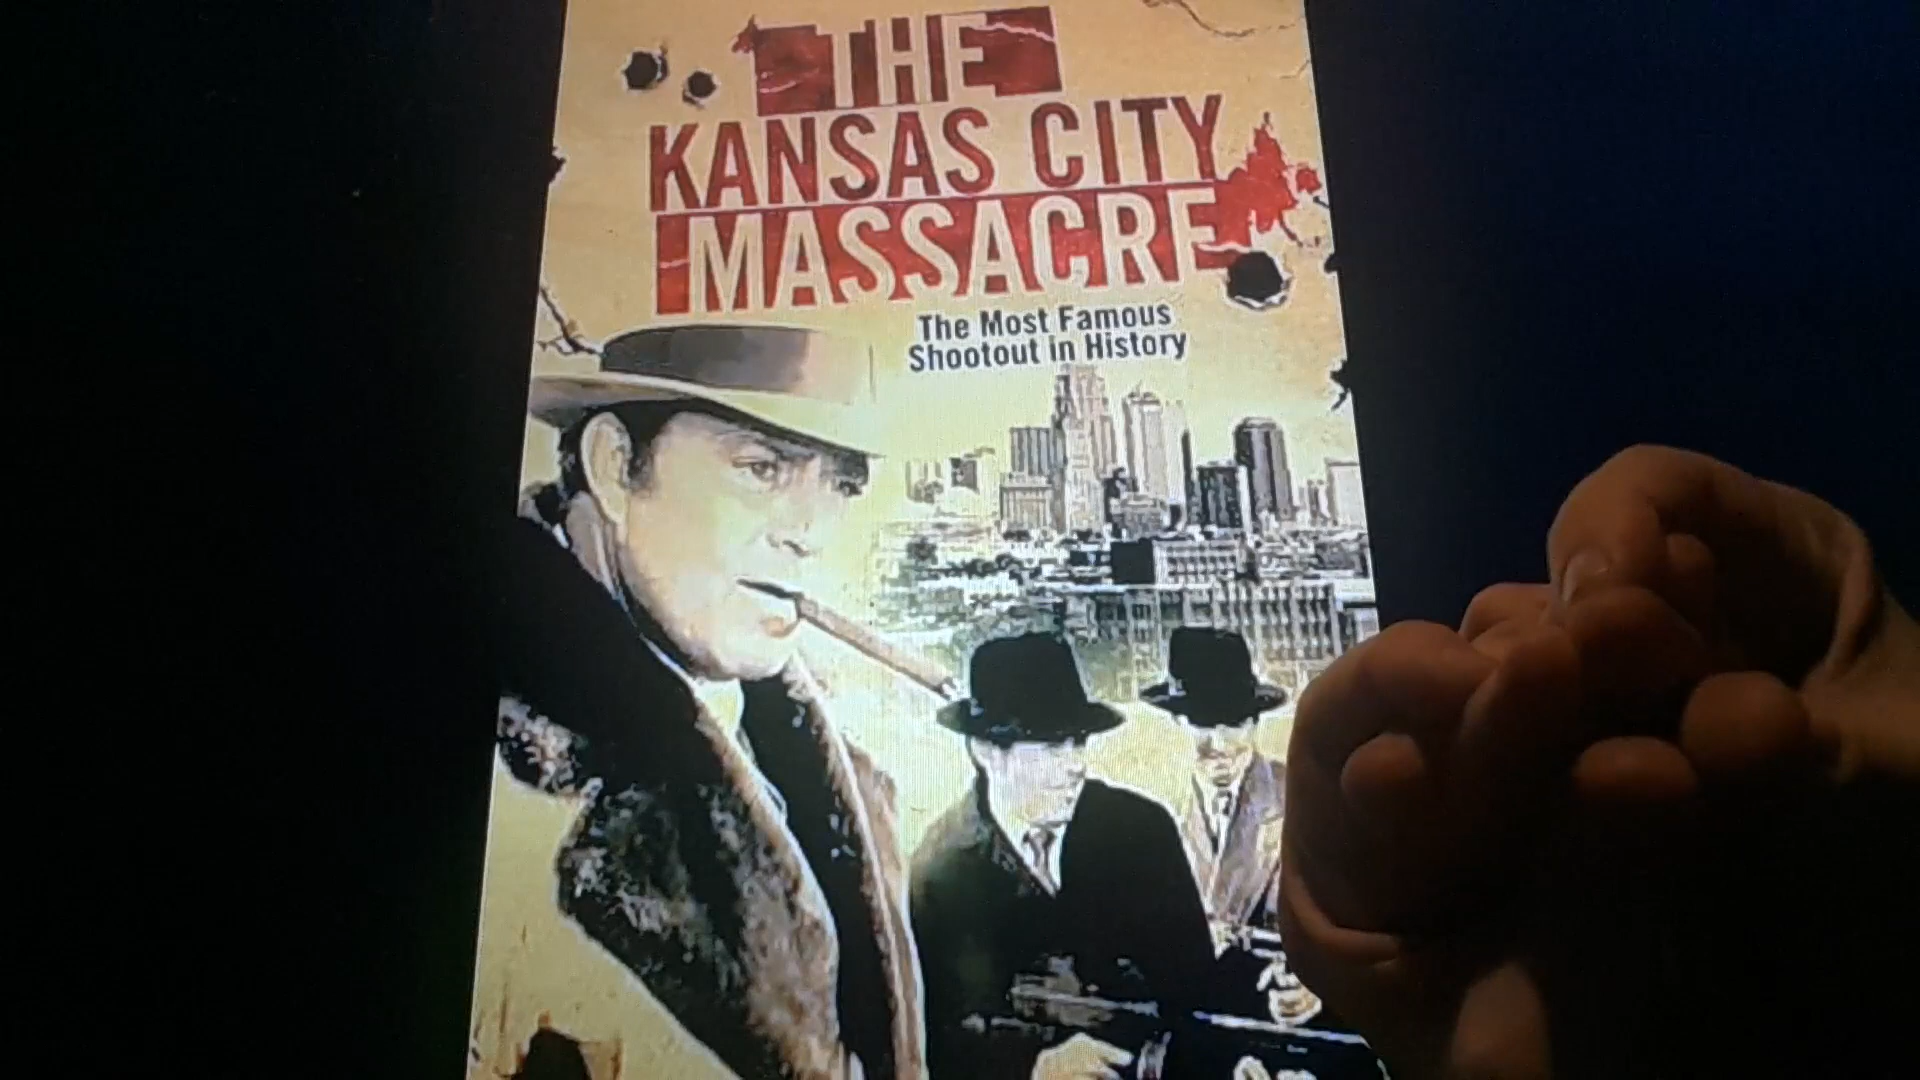 THE
KANSAS CITY
MASSACRE
The Most Famous
Shootout in History